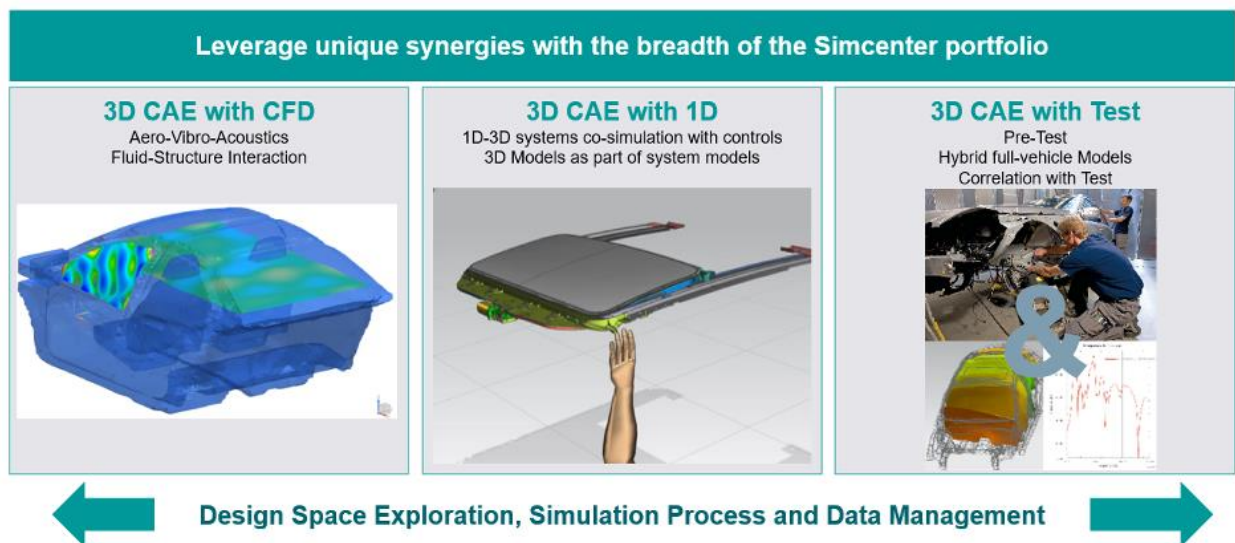 Leverage unique synergies with the breadth of the Simcenter portfolio
3D CAE with CFD
Aero-Vibro-Acoustics
Fluid-Structure Interaction
3D CAE with 1D
1D-3D systems co-simulation with controls
3D Models as part of system models
3D CAE with Test
Pre-Test
Hybrid full-vehicle Models
Correlation with Test
&
Design Space Exploration, Simulation Process and Data Management